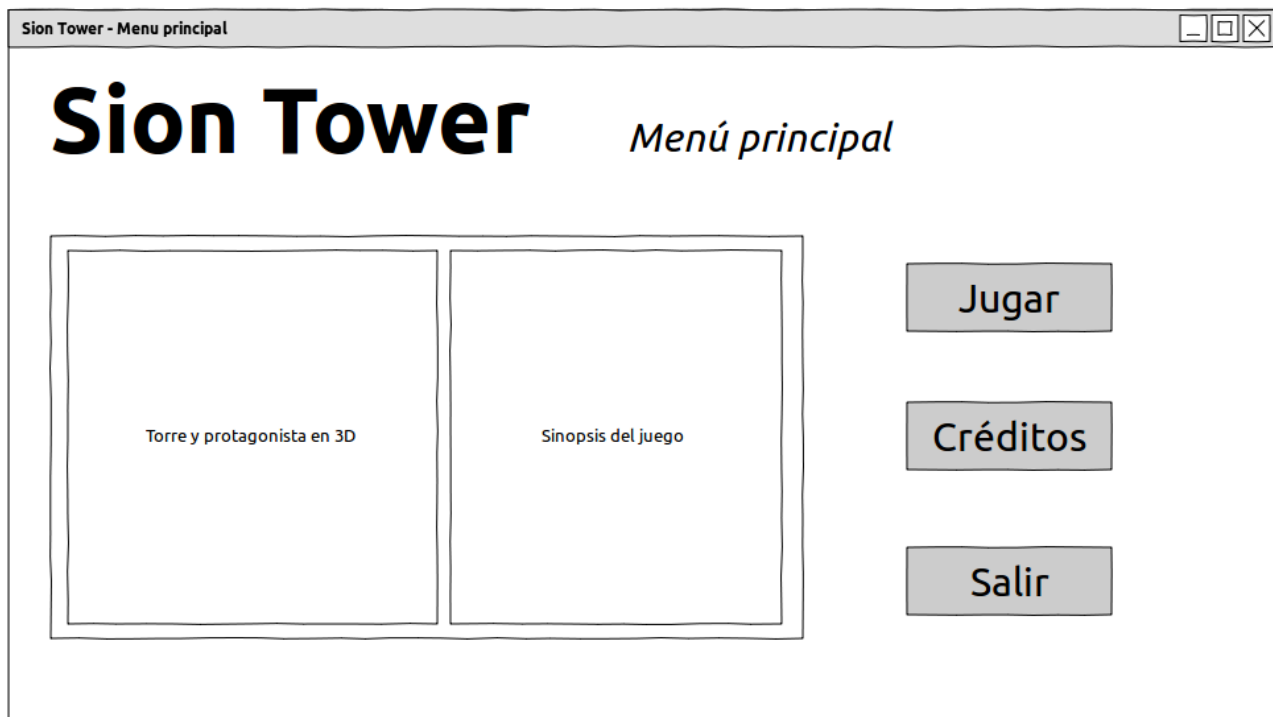 Sion Tower - Menu principal
Sion Tower
Menú principal
Torre y protagonista en 3D
Sinopsis del juego
Jugar
Créditos
Salir